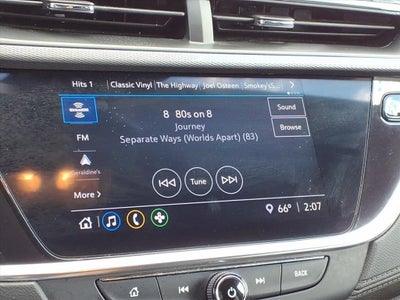 Hits 1 Classic Vinyl The Highway Joel Osteen Smokey's S...
8 80s on 8
Sound
Journey
FM
Separate Ways (Worlds Apart) (83)
Browse
Geraldine's
Tune
More
66° 2:07
BACK